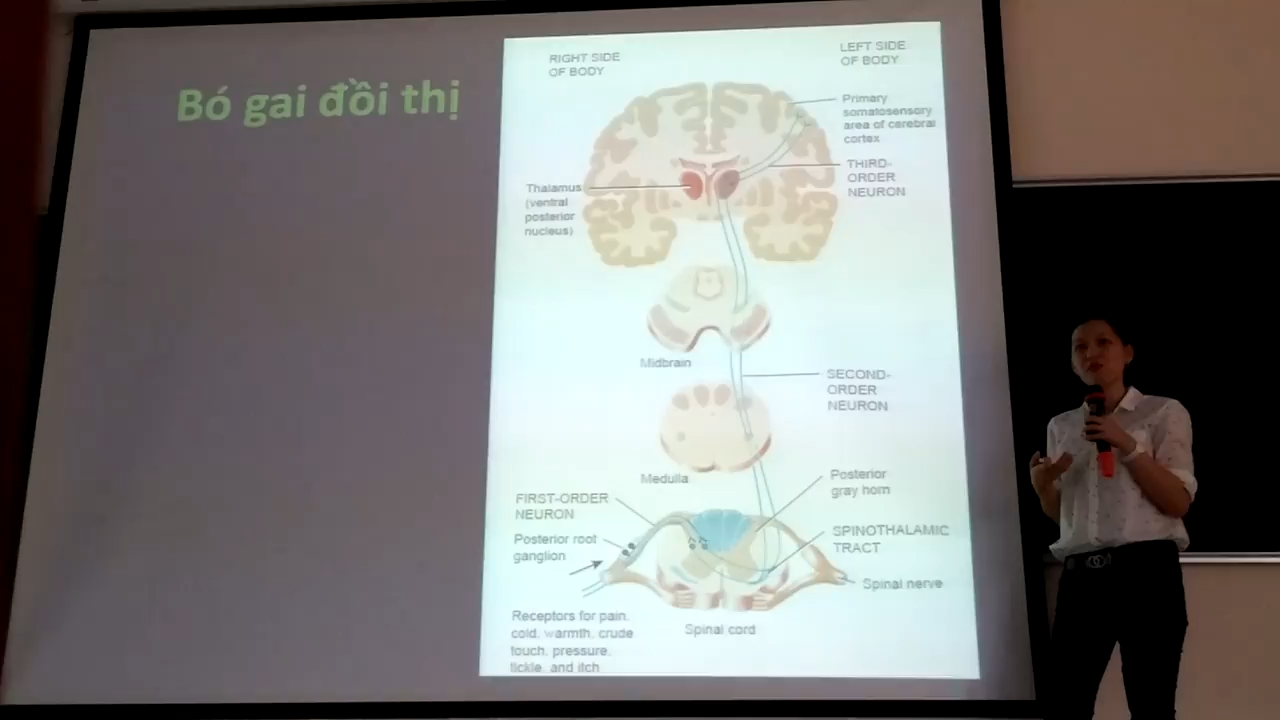 Bó gai đồi thị
RIGHT SIDE
OF BODY
LEFT SIDE
OF BODY
Primary
somatosensory
area of cerebral
cortex
THIRD-
ORDER
NEURON
Thalamus
(ventral
posterior
nucleus)
Midbrain
SECOND-
ORDER
NEURON
Medulla
Posterior
gray horn
FIRST-ORDER
NEURON
Posterior root
ganglion
SPINOTHALAMIC
TRACT
Spinal nerve
Receptors for pain,
cold, warmth, crude
touch, pressure,
tickle, and itch
Spinal cord